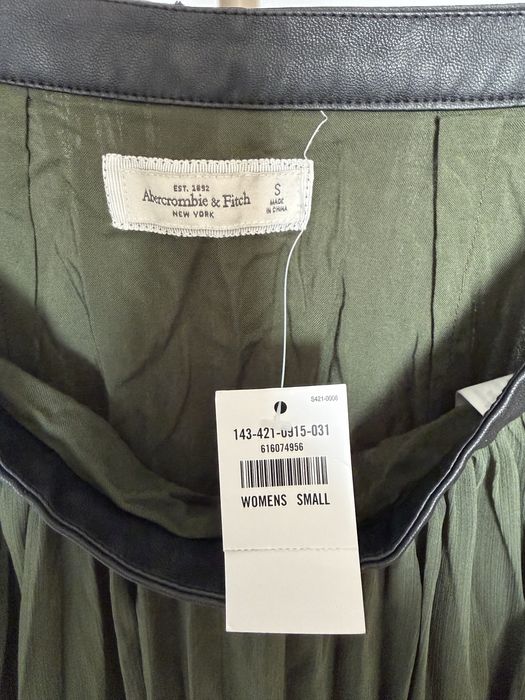 EST. 1892
Abercrombie & Fitch
NEW YORK
S
MADE
IN CHINA
S421-0006
143-421-0915-031
616074956
WOMENS SMALL